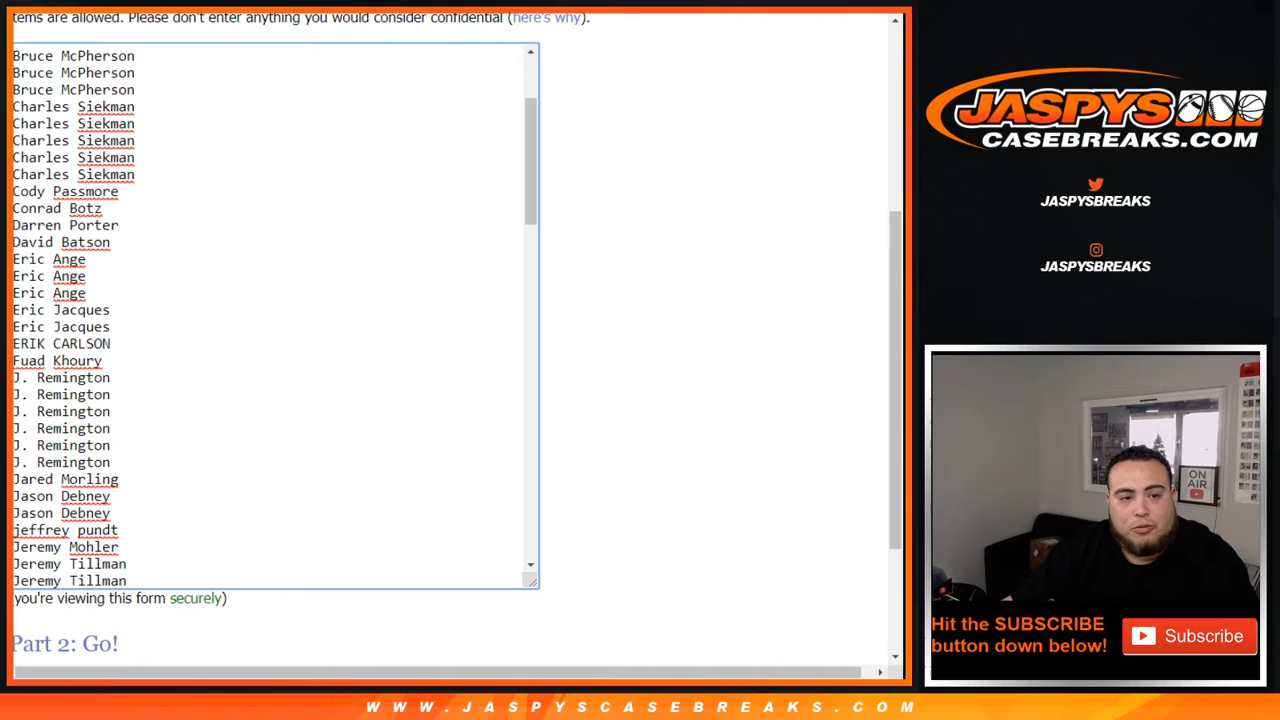 tems are allowed. Please don't enter anything you would consider confidential (here's why).
Bruce McPherson
Bruce McPherson
Bruce McPherson
Charles Siekman
Charles Siekman
Charles Siekman
Charles Siekman
Charles Siekman
Cody Passmore
Conrad Botz
Darren Porter
David Batson
Eric Ange
Eric Ange
Eric Ange
Eric Jacques
Eric Jacques
ERIK CARLSON
Fuad Khoury
J. Remington
J. Remington
J. Remington
J. Remington
J. Remington
J. Remington
Jared Morling
Jason Debney
Jason Debney
jeffrey pundt
Jeremy Mohler
Jeremy Tillman
Jeremy Tillman
you're viewing this form securely)
Part 2: Go!
JASPYS
CASEBREAKS.COM
JASPYSBREAKS
JASPYSBREAKS
ON
AIR
Hit the SUBSCRIBE
button down below!
Subscribe
WWW.JASPYSCASEBREAKS.COM